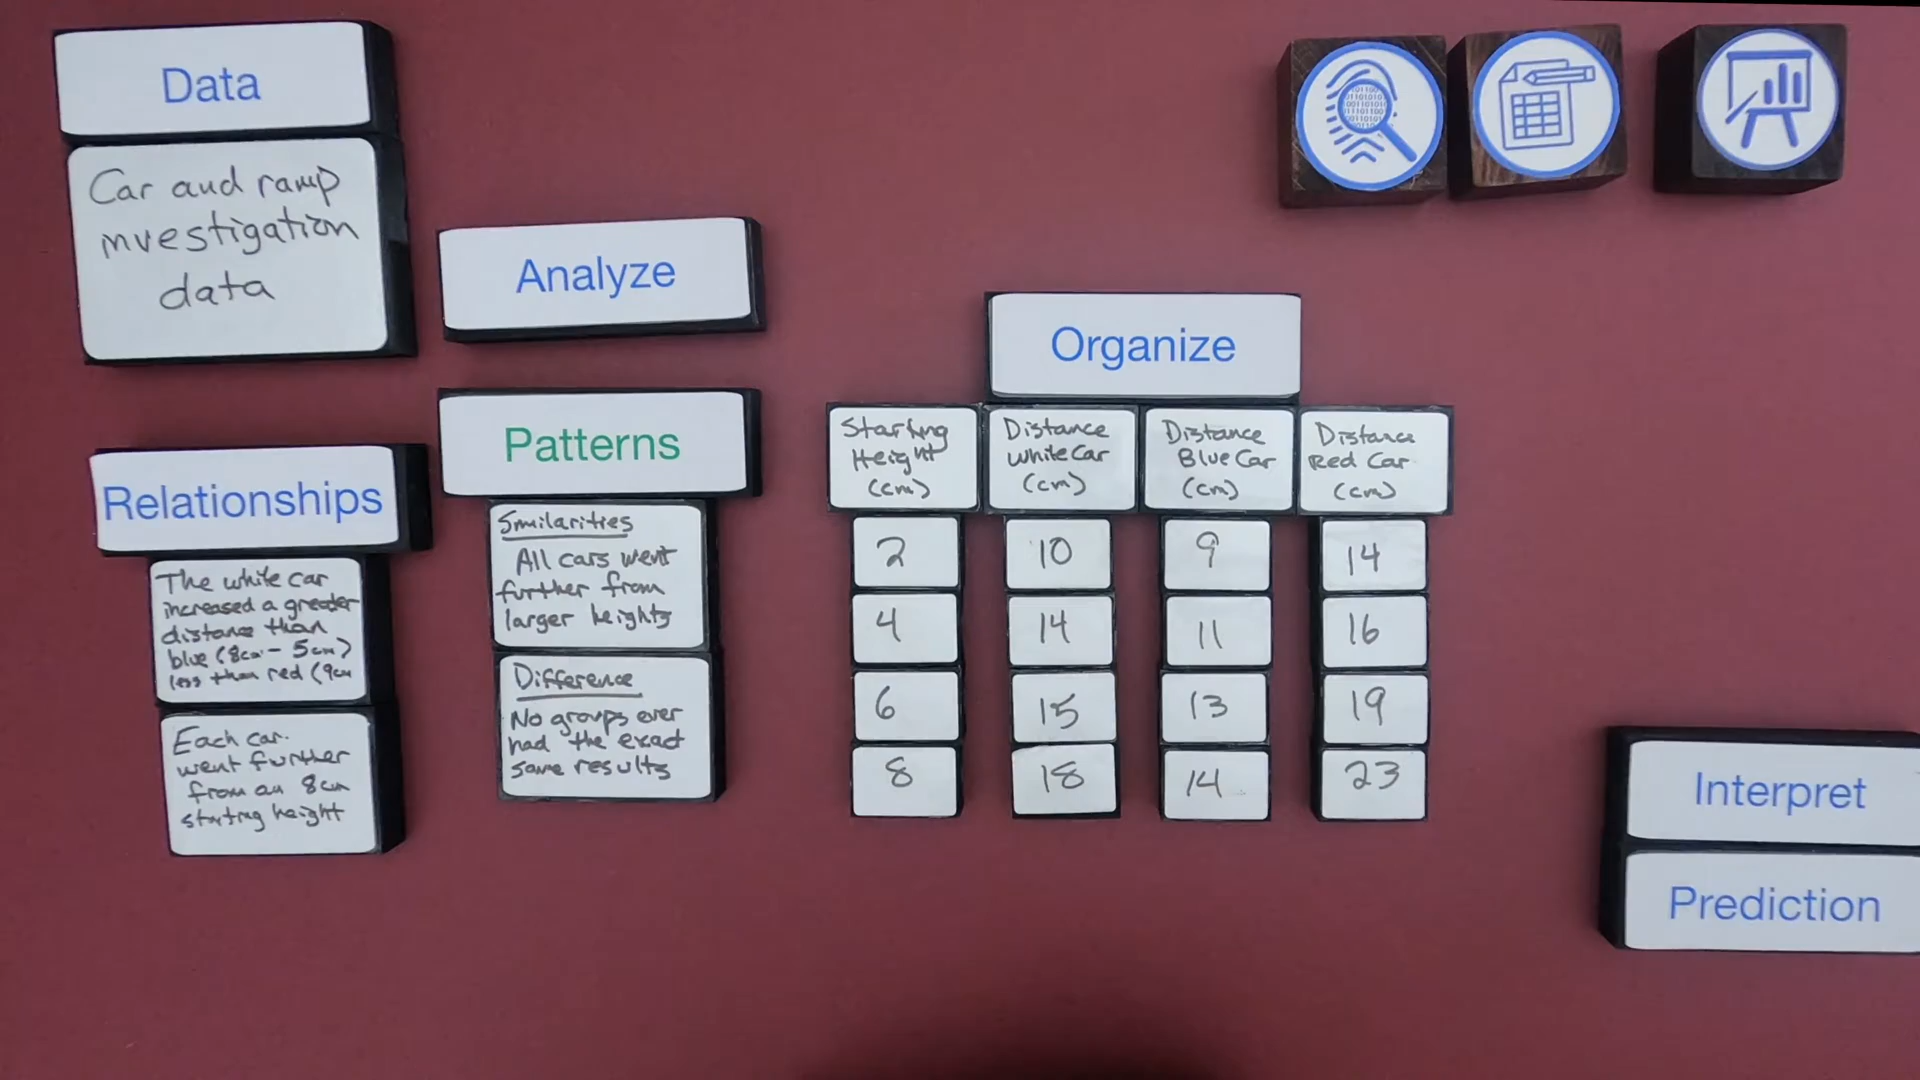 Data
Car and ramp
investigation
data
Relationships
The white car
increased a greater
distance than
blue (8cm - 5cm)
less than red (9cm
Each car
went further
from an 8cm
starting height
Analyze
Patterns
Similarities
All cars went
further from
larger heights
Difference
No groups ever
had the exact
same results
Organize
Starting
Height
(cm)
Distance
White Car
(cm)
Distance
Blue Car
(cm)
Distance
Red Car
(cm)
2 10 9 14
4 14 11 16
6 15 13 19
8 18 14 23
Interpret
Prediction